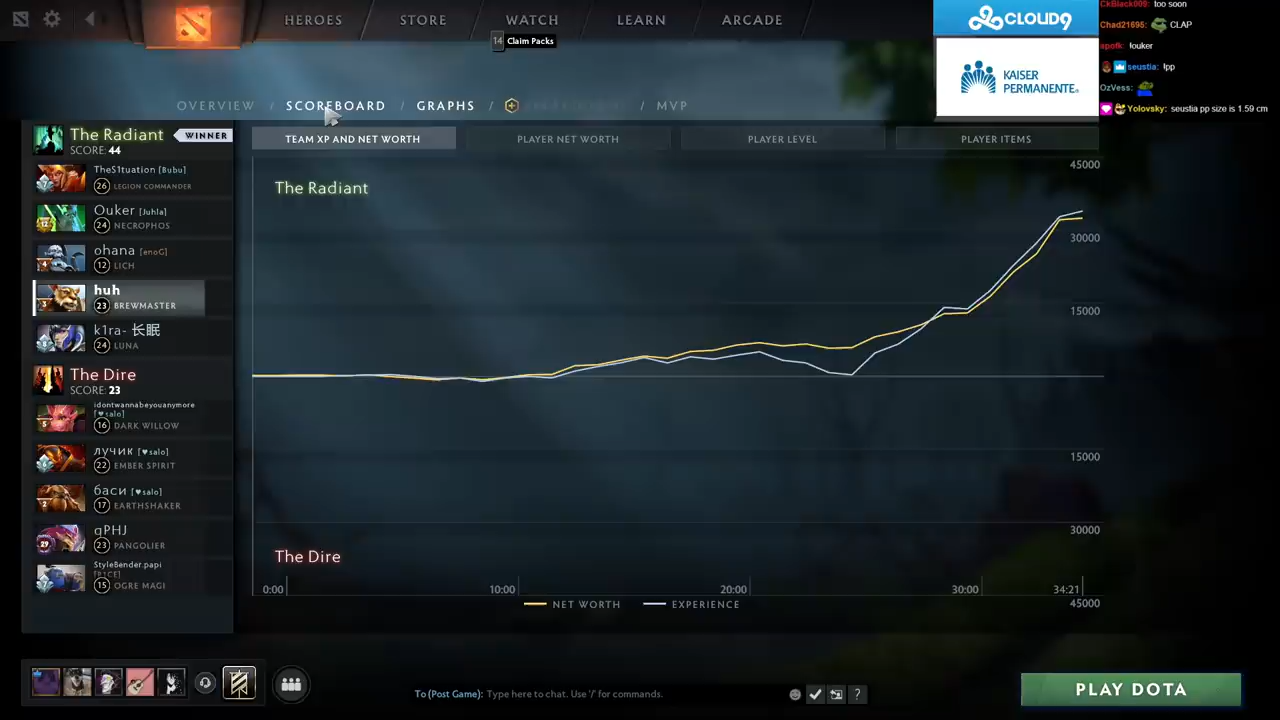 HEROES
STORE
WATCH
LEARN
ARCADE
14 Claim Packs
CLOUD9
KAISER
PERMANENTE®
CkBlack009: too soon
Chad21695: CLAP
apofk: !ouker
seustia: !pp
OzVess:
Yolovsky: seustia pp size is 1.59 cm
OVERVIEW / SCOREBOARD / GRAPHS / / MVP
The Radiant
WINNER
SCORE: 44
TheS1tuation [Bubu]
26 LEGION COMMANDER
Ouker [Juhla]
24 NECROPHOS
ohana [enoG]
12 LICH
huh
23 BREWMASTER
k1ra- 长眠
24 LUNA
The Dire
SCORE: 23
idontwannabeyouanymore
[♥salo]
16 DARK WILLOW
лучик [♥salo]
22 EMBER SPIRIT
баси [♥salo]
17 EARTHSHAKER
qPHJ
23 PANGOLIER
StyleBender.papi
15 OGRE MAGI
TEAM XP AND NET WORTH
PLAYER NET WORTH
PLAYER LEVEL
PLAYER ITEMS
The Radiant
45000
30000
15000
15000
30000
45000
The Dire
0:00
10:00
20:00
30:00
34:21
NET WORTH
EXPERIENCE
To (Post Game): Type here to chat. Use '/' for commands.
?
PLAY DOTA